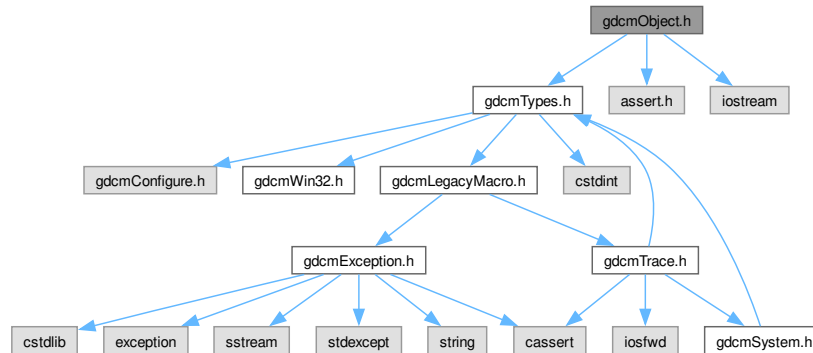 gdcmObject.h
gdcmTypes.h
assert.h
iostream
gdcmConfigure.h
gdcmWin32.h
gdcmLegacyMacro.h
cstdint
gdcmException.h
gdcmTrace.h
cstdlib
exception
sstream
stdexcept
string
cassert
iosfwd
gdcmSystem.h